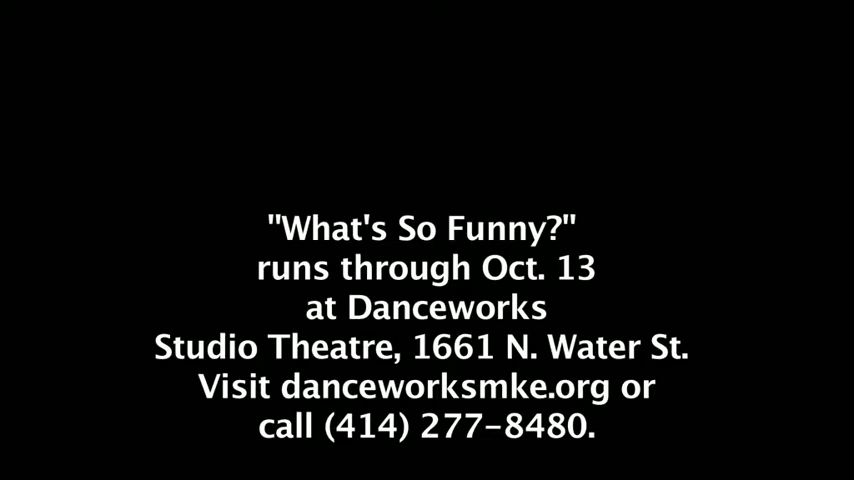 "What's So Funny?"
runs through Oct. 13
at Danceworks
Studio Theatre, 1661 N. Water St.
Visit danceworksmke.org or
call (414) 277-8480.